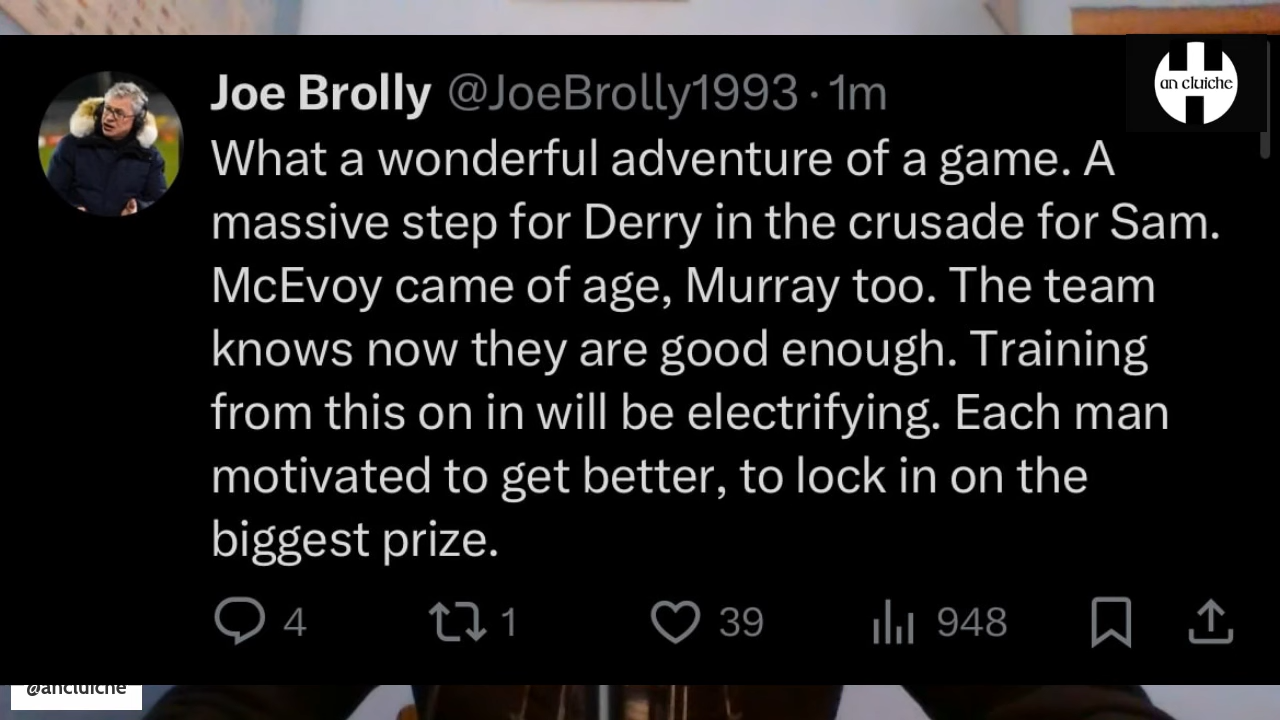 Joe Brolly @JoeBrolly1993 · 1m
an cluiche
What a wonderful adventure of a game. A
massive step for Derry in the crusade for Sam.
McEvoy came of age, Murray too. The team
knows now they are good enough. Training
from this on in will be electrifying. Each man
motivated to get better, to lock in on the
biggest prize.
4 1 39 948
@ancluiche